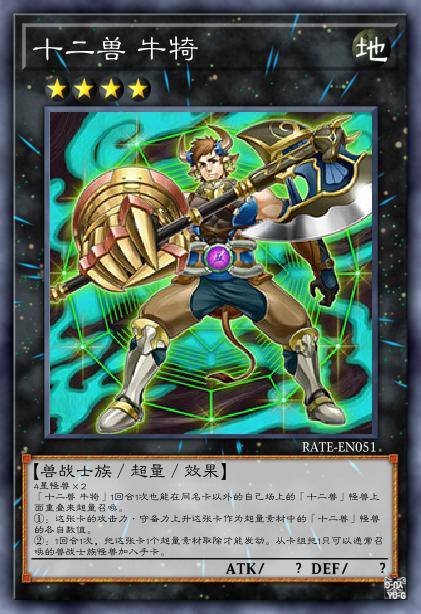 十二兽 牛犄
地
RATE-EN051
【兽战士族／超量／效果】
4星怪兽×2
「十二兽 牛犄」1回合1次也能在同名卡以外的自己场上的「十二兽」怪兽上
面重叠来超量召唤。
①：这张卡的攻击力·守备力上升这张卡作为超量素材中的「十二兽」怪兽
的各自数值。
②：1回合1次，把这张卡1个超量素材取除才能发动。从卡组把1只可以通常召
唤的兽战士族怪兽加入手卡。
ATK/ ? DEF/ ?